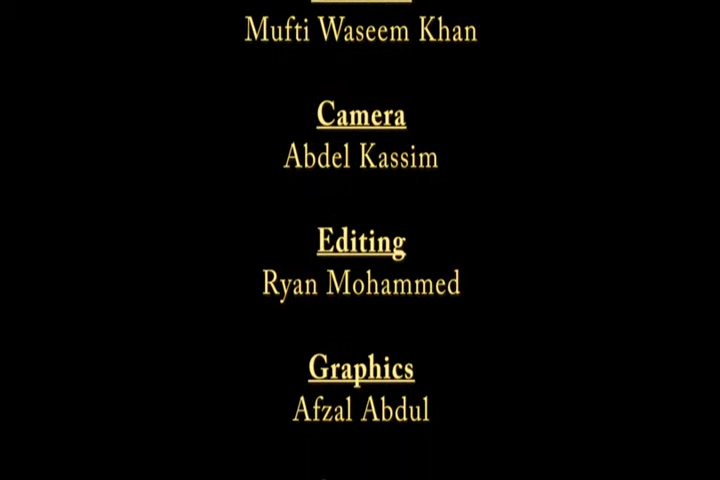 Mufti Waseem Khan
Camera
Abdel Kassim
Editing
Ryan Mohammed
Graphics
Afzal Abdul